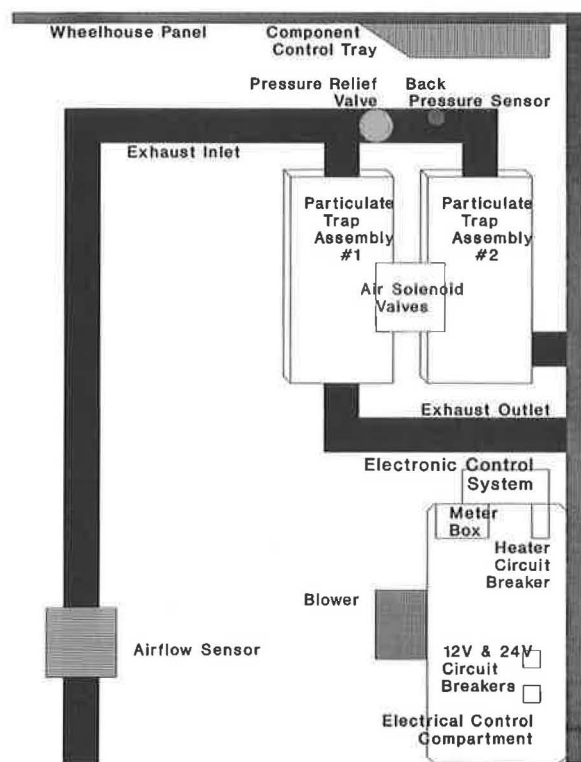 Wheelhouse Panel
Component
Control Tray
Pressure Relief
Valve
Back
Pressure Sensor
Exhaust Inlet
Particulate
Trap
Assembly
#1
Particulate
Trap
Assembly
#2
Air Solenoid
Valves
Exhaust Outlet
Electronic Control
System
Meter
Box
Heater
Circuit
Breaker
Blower
Airflow Sensor
12V & 24V
Circuit
Breakers
Electrical Control
Compartment